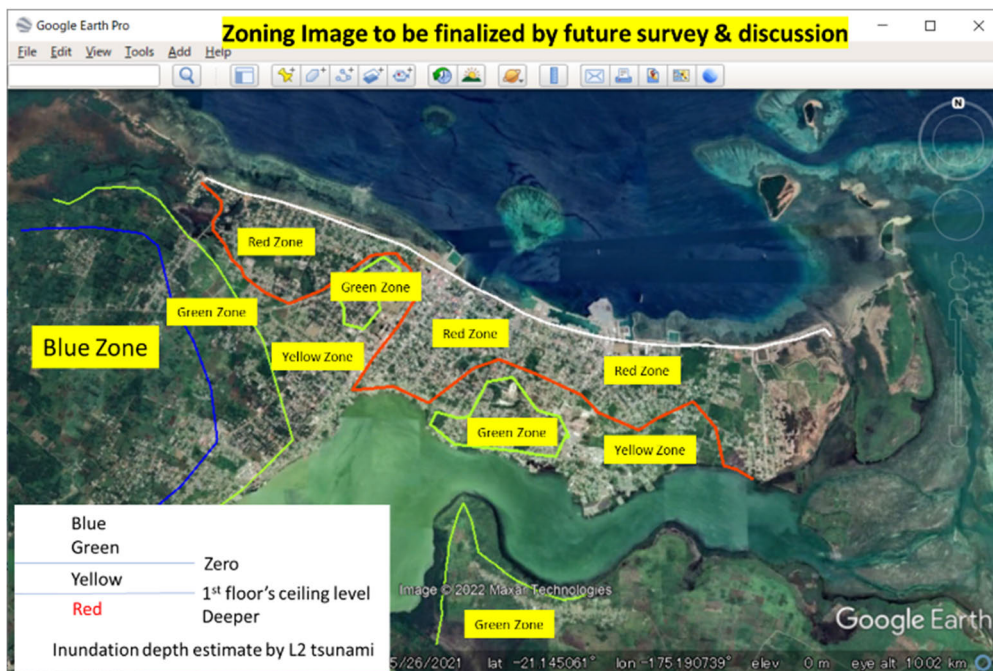 Google Earth Pro
Zoning Image to be finalized by future survey & discussion
File Edit View Tools Add Help
N
Red Zone
Green Zone
Green Zone
Blue Zone
Yellow Zone
Red Zone
Red Zone
Green Zone
Yellow Zone
Blue
Green
Zero
Yellow
1st floor's ceiling level
Red
Deeper
Inundation depth estimate by L2 tsunami
Image © 2022 Maxar Technologies
Green Zone
Google Earth
5/26/2021 lat -21.145061° lon -175.190739° elev 0 m eye alt 10.02 km